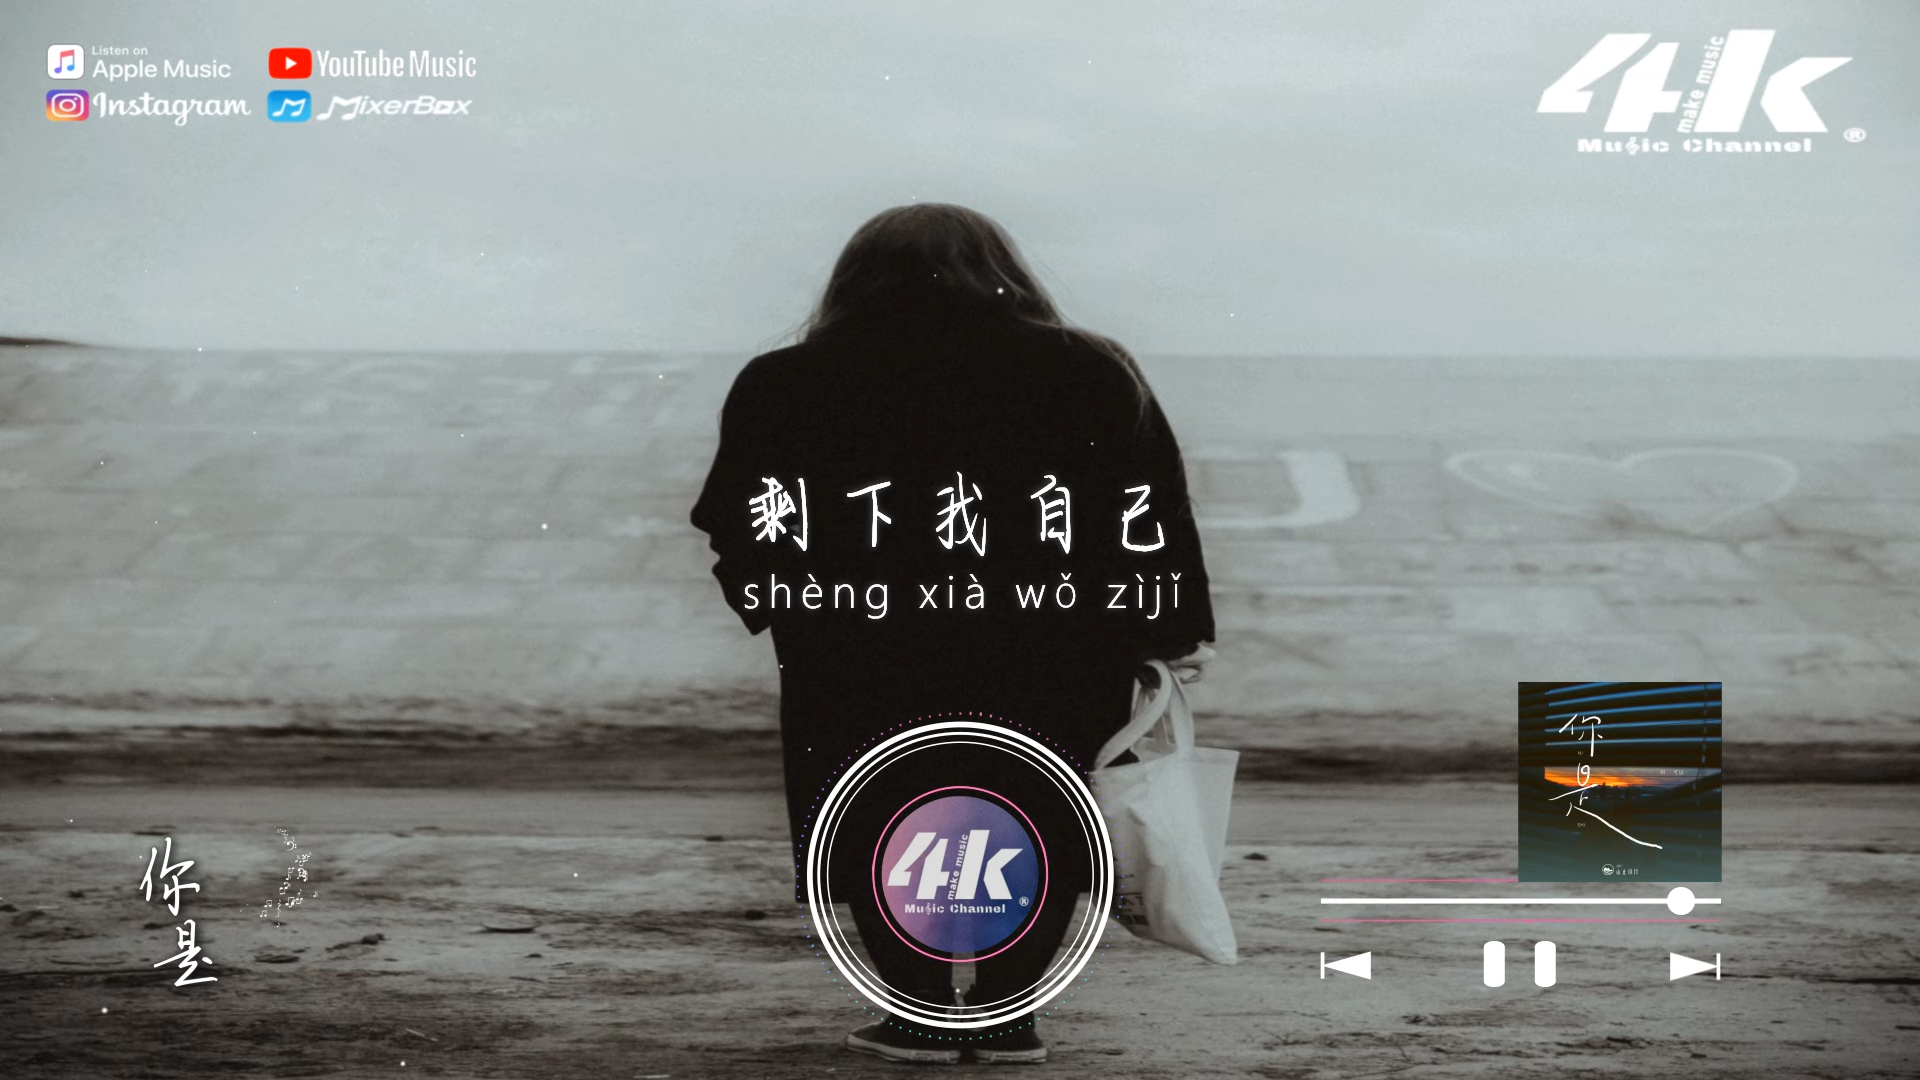 Listen on
Apple Music
YouTube Music
Instagram
MixerBox
4k
make music
Music Channel ®
剩下我自己
shèng xià wǒ zìjǐ
U
你是
4k
make music
Music Channel ®
你是